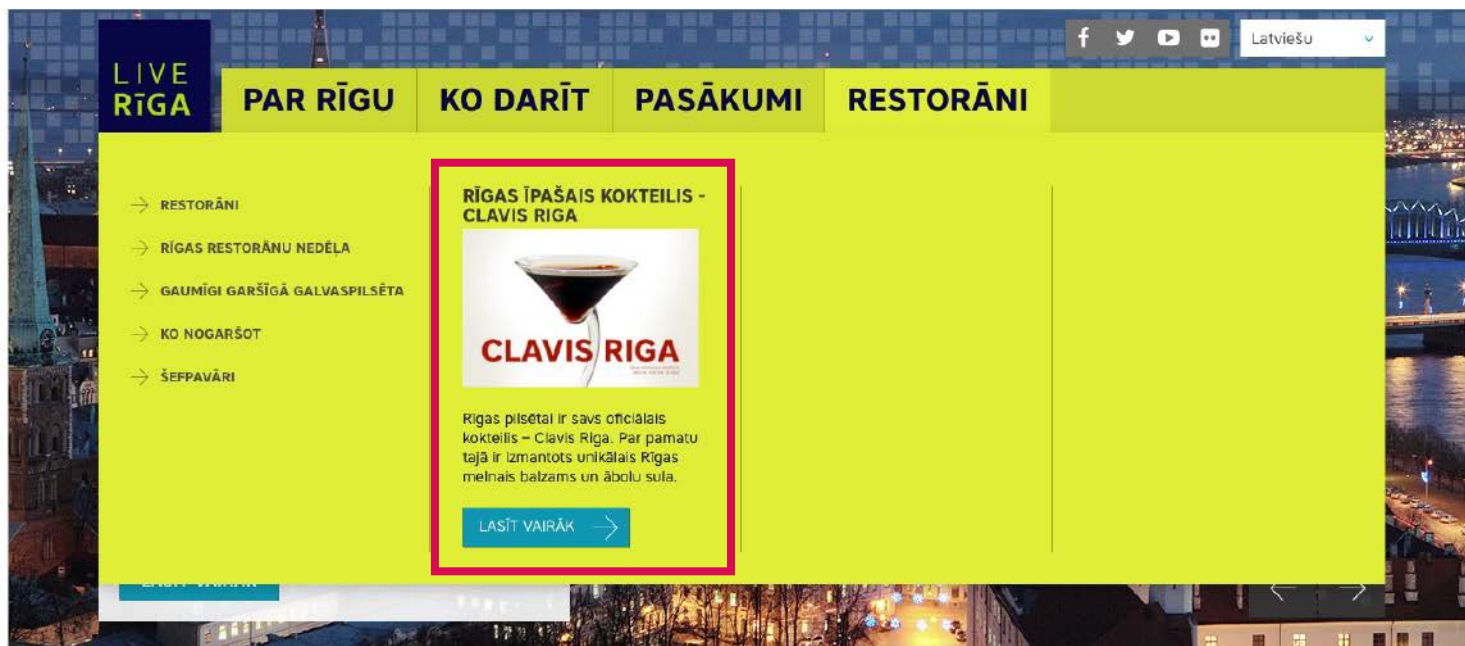 LIVE
RĪGA
PAR RĪGU
KO DARĪT
PASĀKUMI
RESTORĀNI
Latviešu
RESTORĀNI
RĪGAS RESTORĀNU NEDĒĻA
GAUMĪGI GARŠĪGĀ GALVASPILSĒTA
KO NOGARŠOT
ŠEFPAVĀRI
RĪGAS ĪPAŠAIS KOKTEILIS -
CLAVIS RIGA
CLAVIS RIGA
Rīgas pilsētai ir savs oficiālais
kokteilis – Clavis Riga. Par pamatu
tajā ir izmantots unikālais Rīgas
melnais balzams un ābolu sula.
LASĪT VAIRĀK
LASĪT VAIRĀK